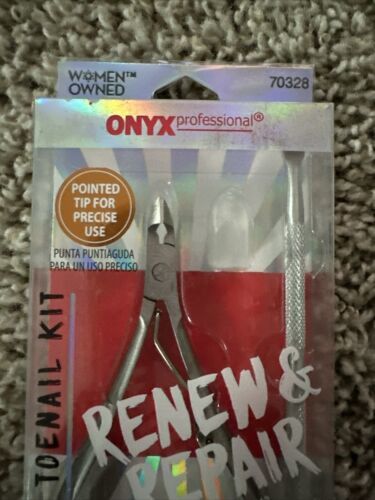 WOMEN™
OWNED
70328
ONYX professional®
POINTED
TIP FOR
PRECISE
USE
PUNTA PUNTIAGUDA
PARA UN USO PRECISO
TOENAIL KIT
RENEW &
REPAIR